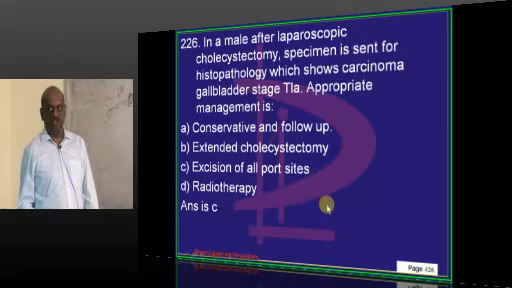 226. In a male after laparoscopic
cholecystectomy, specimen is sent for
histopathology which shows carcinoma
gallbladder stage TIa. Appropriate
management is:
a) Conservative and follow up.
b) Extended cholecystectomy
c) Excision of all port sites
d) Radiotherapy
Ans is c
Page 436